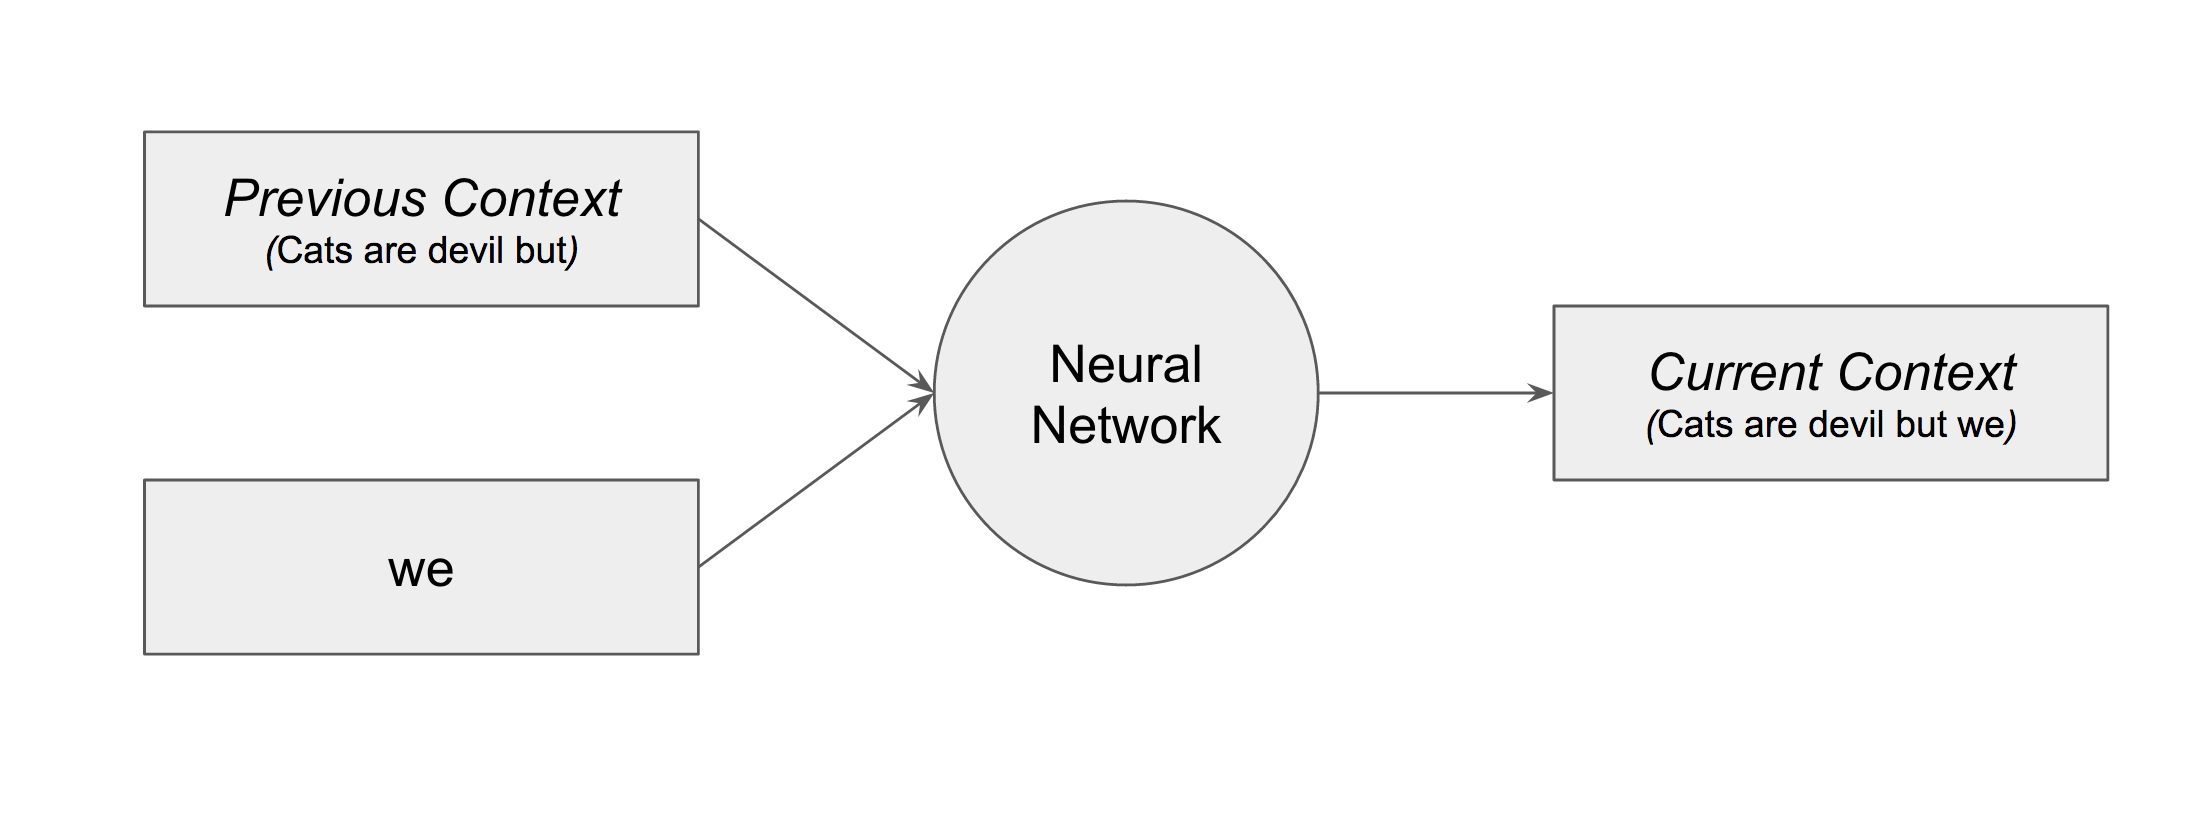 Previous Context
(Cats are devil but)
we
Neural
Network
Current Context
(Cats are devil but we)